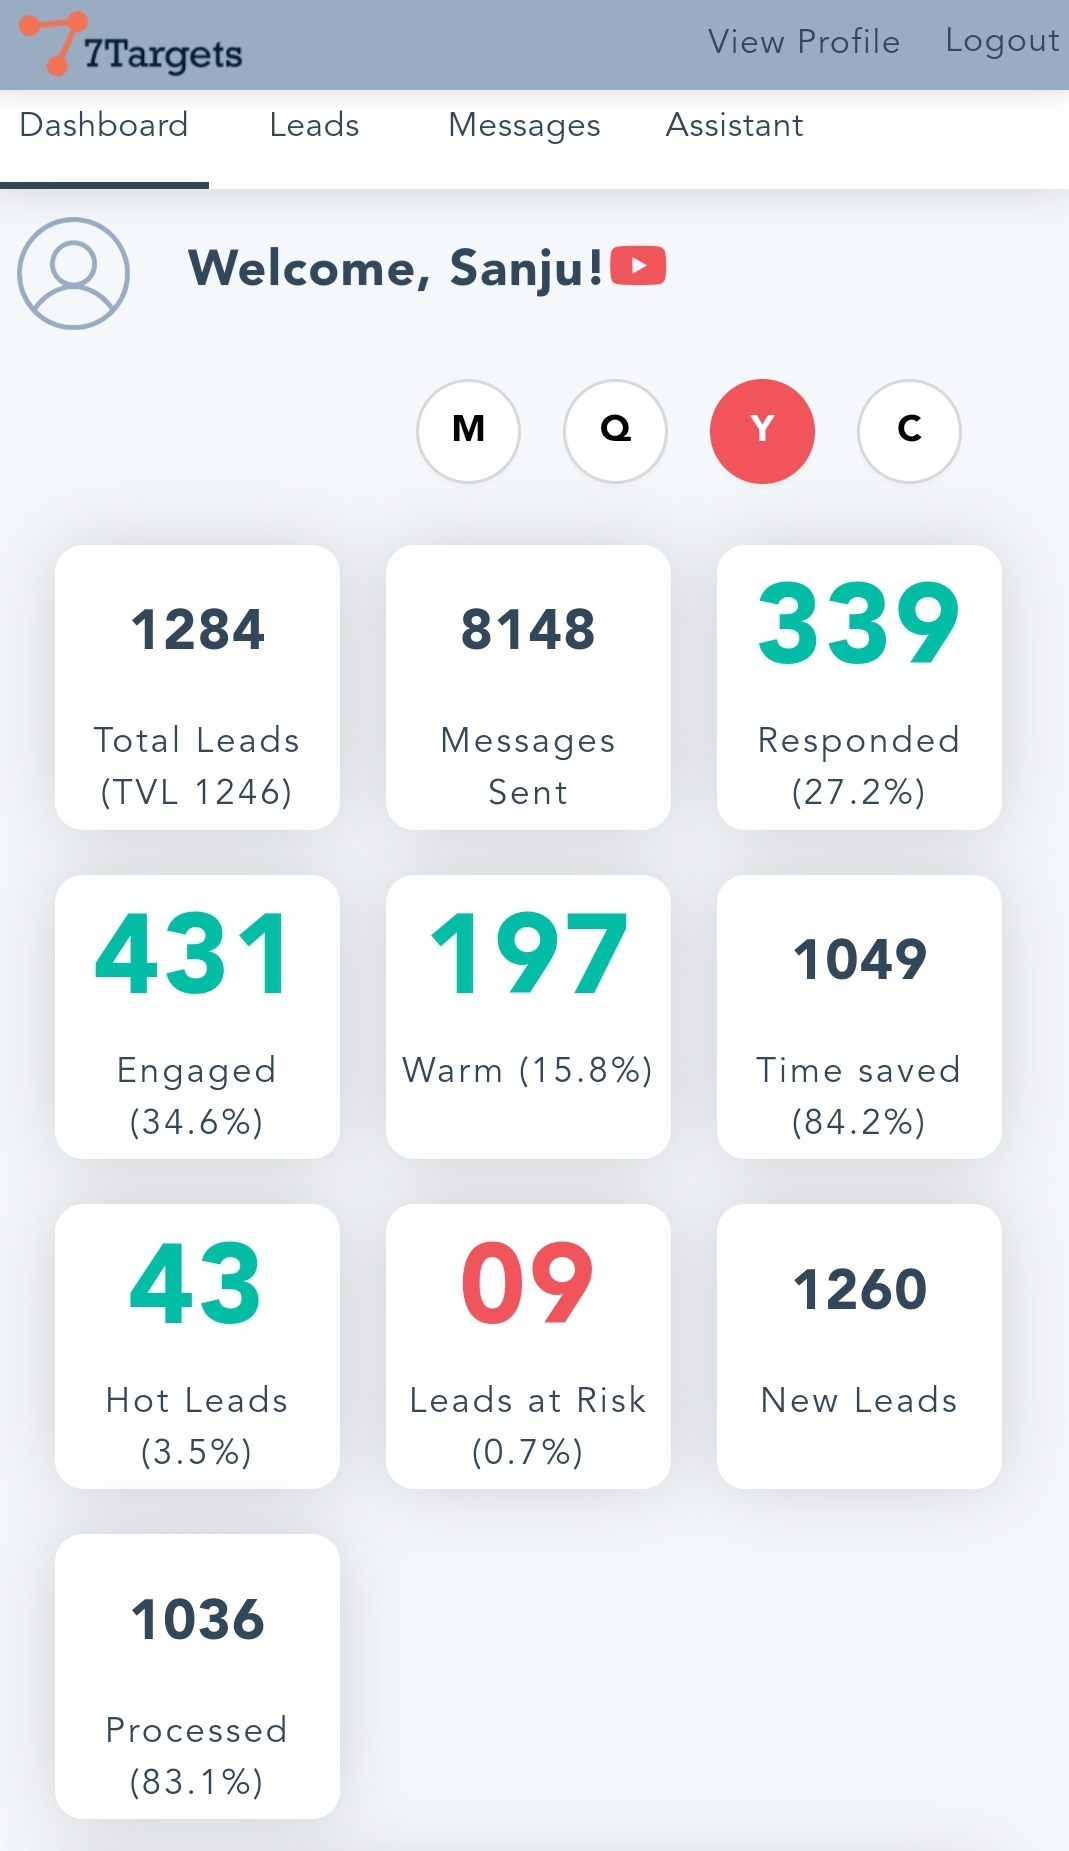 7Targets
View Profile
Logout
Dashboard
Leads
Messages
Assistant
Welcome, Sanju!
M
Q
Y
C
1284
Total Leads
(TVL 1246)
8148
Messages
Sent
339
Responded
(27.2%)
431
Engaged
(34.6%)
197
Warm (15.8%)
1049
Time saved
(84.2%)
43
Hot Leads
(3.5%)
09
Leads at Risk
(0.7%)
1260
New Leads
1036
Processed
(83.1%)